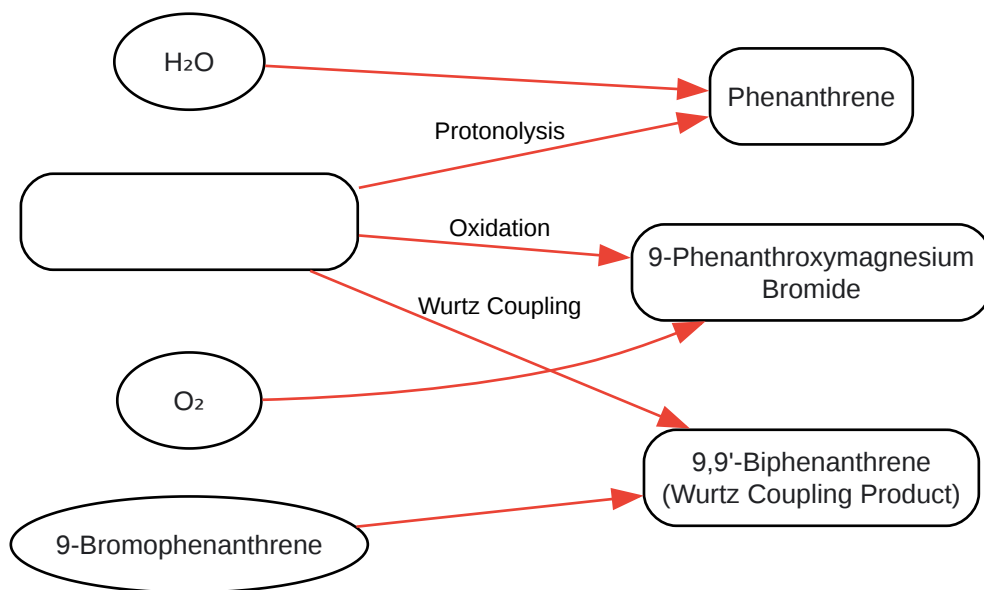 H₂O
Phenanthrene
Protonolysis
Oxidation
9-Phenanthroxymagnesium
Bromide
Wurtz Coupling
O₂
9,9'-Biphenanthrene
(Wurtz Coupling Product)
9-Bromophenanthrene